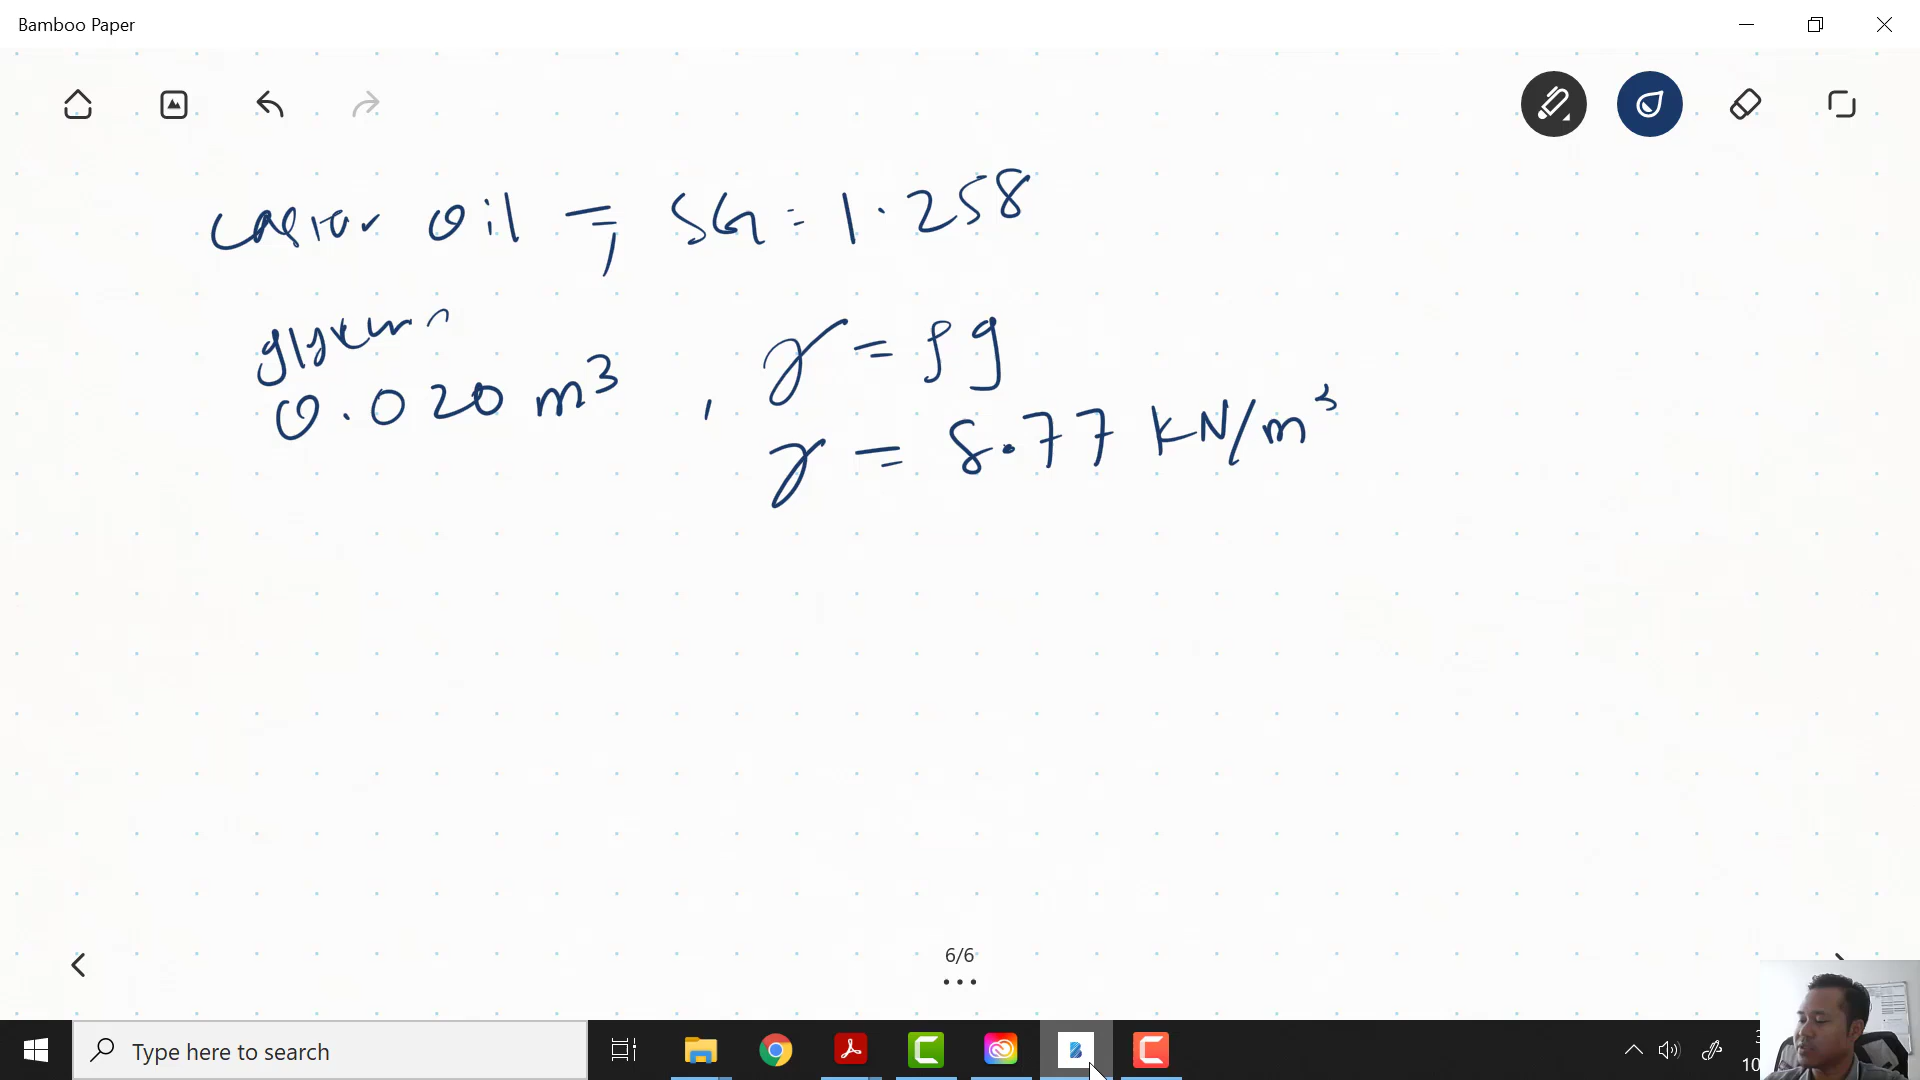 Bamboo Paper
Castor oil =, SG = 1.258
0.020 m³ , γ = ρg
γ = 8.77 kN/m³
6/6
Type here to search